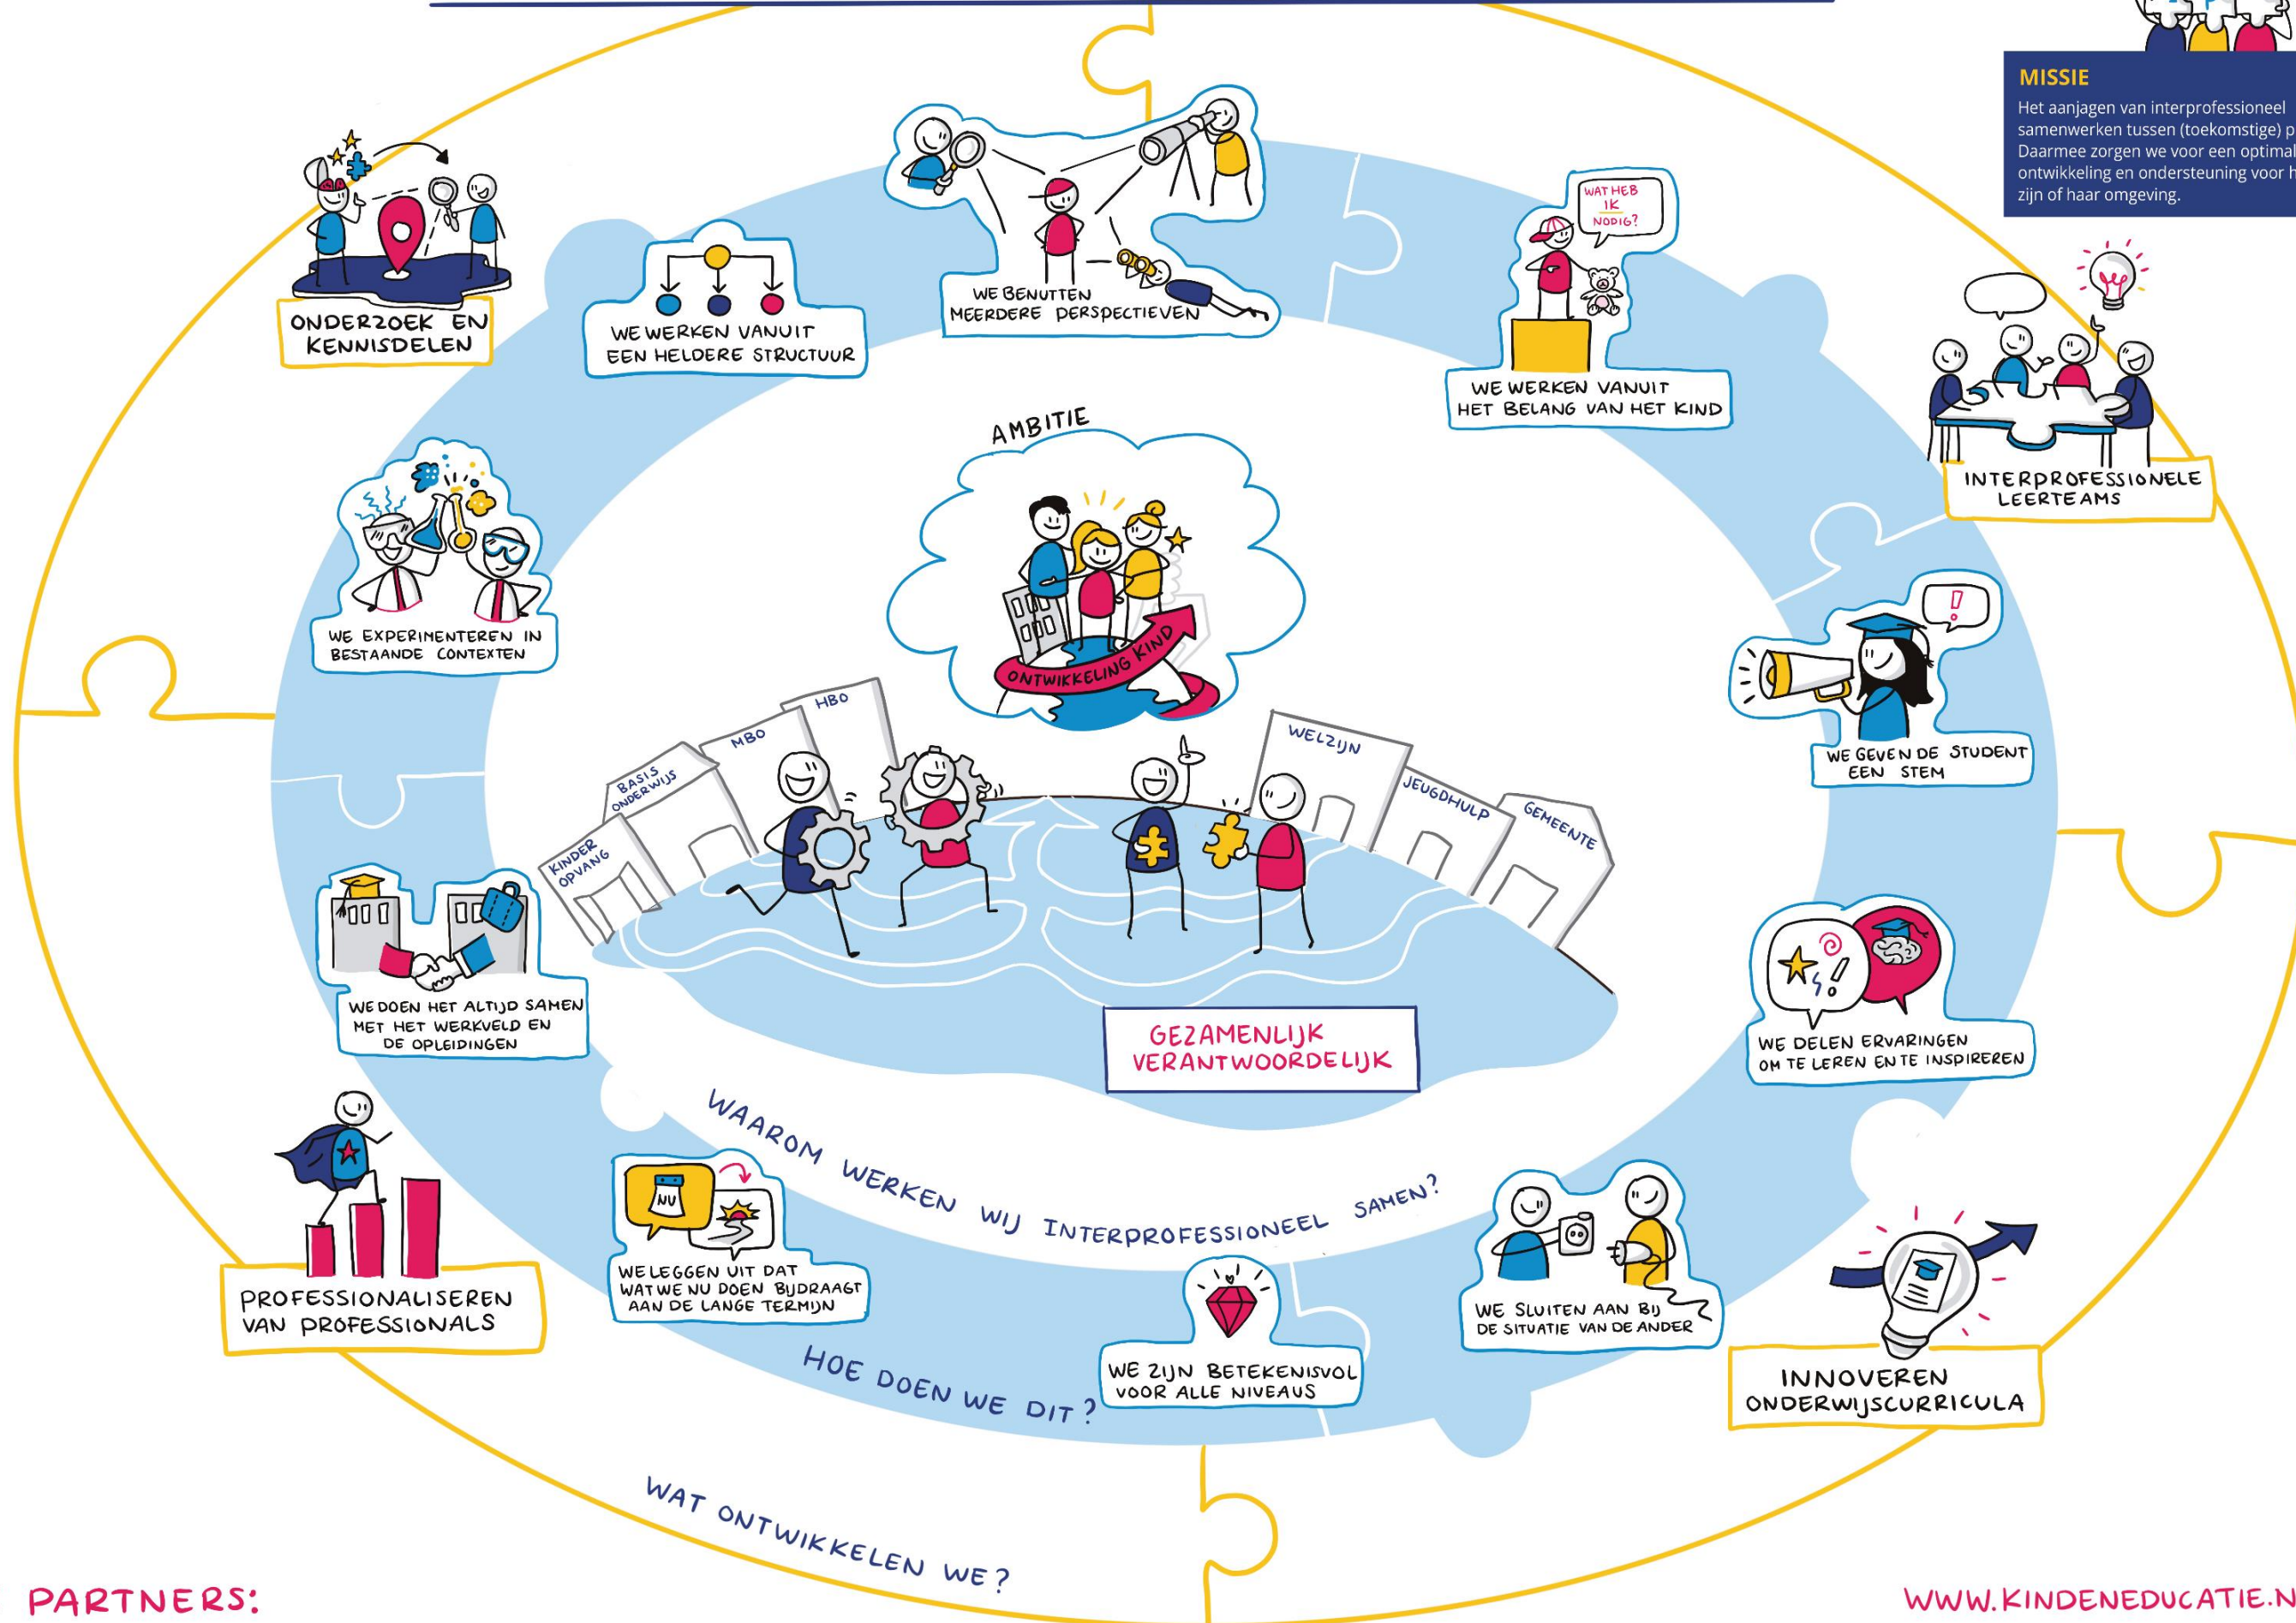 MISSIE
Het aanjagen van interprofessioneel
samenwerken tussen (toekomstige)
Daarmee zorgen we voor een
ontwikkeling en ondersteuning voor
zijn of haar omgeving.
ONDERZOEK EN
KENNISDELEN
WE WERKEN VANUIT
EEN HELDERE STRUCTUUR
WE BENUTTEN
MEERDERE PERSPECTIEVEN
WAT HEB
IK
NODIG?
WE WERKEN VANUIT
HET BELANG VAN HET KIND
INTERPROFESSIONELE
LEERTEAMS
AMBITIE
ONTWIKKELING KIND
WE EXPERIMENTEREN IN
BESTAANDE CONTEXTEN
!
WE GEVEN DE STUDENT
EEN STEM
KINDER
OPVANG
BASIS
ONDERWIJS
MBO
HBO
WELZIJN
JEUGDHULP
GEMEENTE
WE DOEN HET ALTIJD SAMEN
MET HET WERKVELD EN
DE OPLEIDINGEN
GEZAMENLIJK
VERANTWOORDELIJK
!
WE DELEN ERVARINGEN
OM TE LEREN EN TE INSPIREREN
WAAROM WERKEN WIJ INTERPROFESSIONEEL SAMEN?
PROFESSIONALISEREN
VAN PROFESSIONALS
NU
WE LEGGEN UIT DAT
WAT WE NU DOEN BIJDRAAGT
AAN DE LANGE TERMIJN
WE ZIJN BETEKENISVOL
VOOR ALLE NIVEAUS
WE SLUITEN AAN BIJ
DE SITUATIE VAN DE ANDER
INNOVEREN
ONDERWIJSCURRICULA
HOE DOEN WE DIT?
WAT ONTWIKKELEN WE?
PARTNERS:
WWW.KINDENEDUCATIE.N